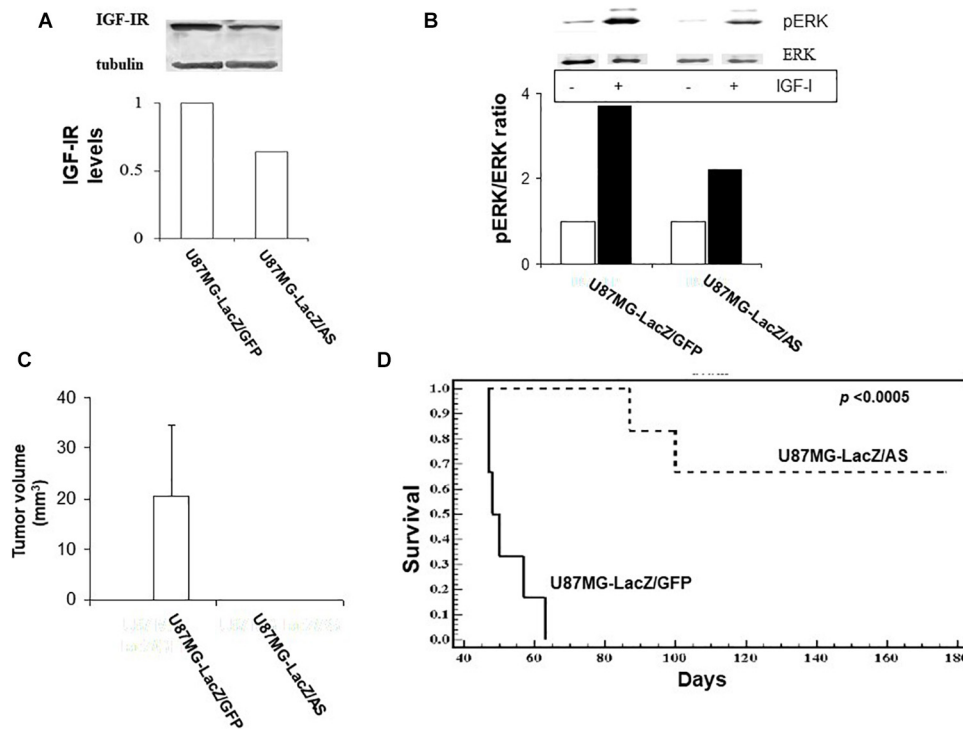 A
IGF-IR
tubulin
IGF-IR levels
1
0.5
0
U87MG-LacZ/GFP
U87MG-LacZ/AS
B
pERK
ERK
- + - + IGF-I
pERK/ERK ratio
4
2
0
U87MG-LacZ/GFP
U87MG-LacZ/AS
C
Tumor volume
(mm³)
40
30
20
10
0
U87MG-LacZ/GFP
U87MG-LacZ/AS
D
Survival
1.0
0.9
0.8
0.7
0.6
0.5
0.4
0.3
0.2
0.1
0.0
p <0.0005
U87MG-LacZ/AS
U87MG-LacZ/GFP
40 60 80 100 120 140 160 180
Days